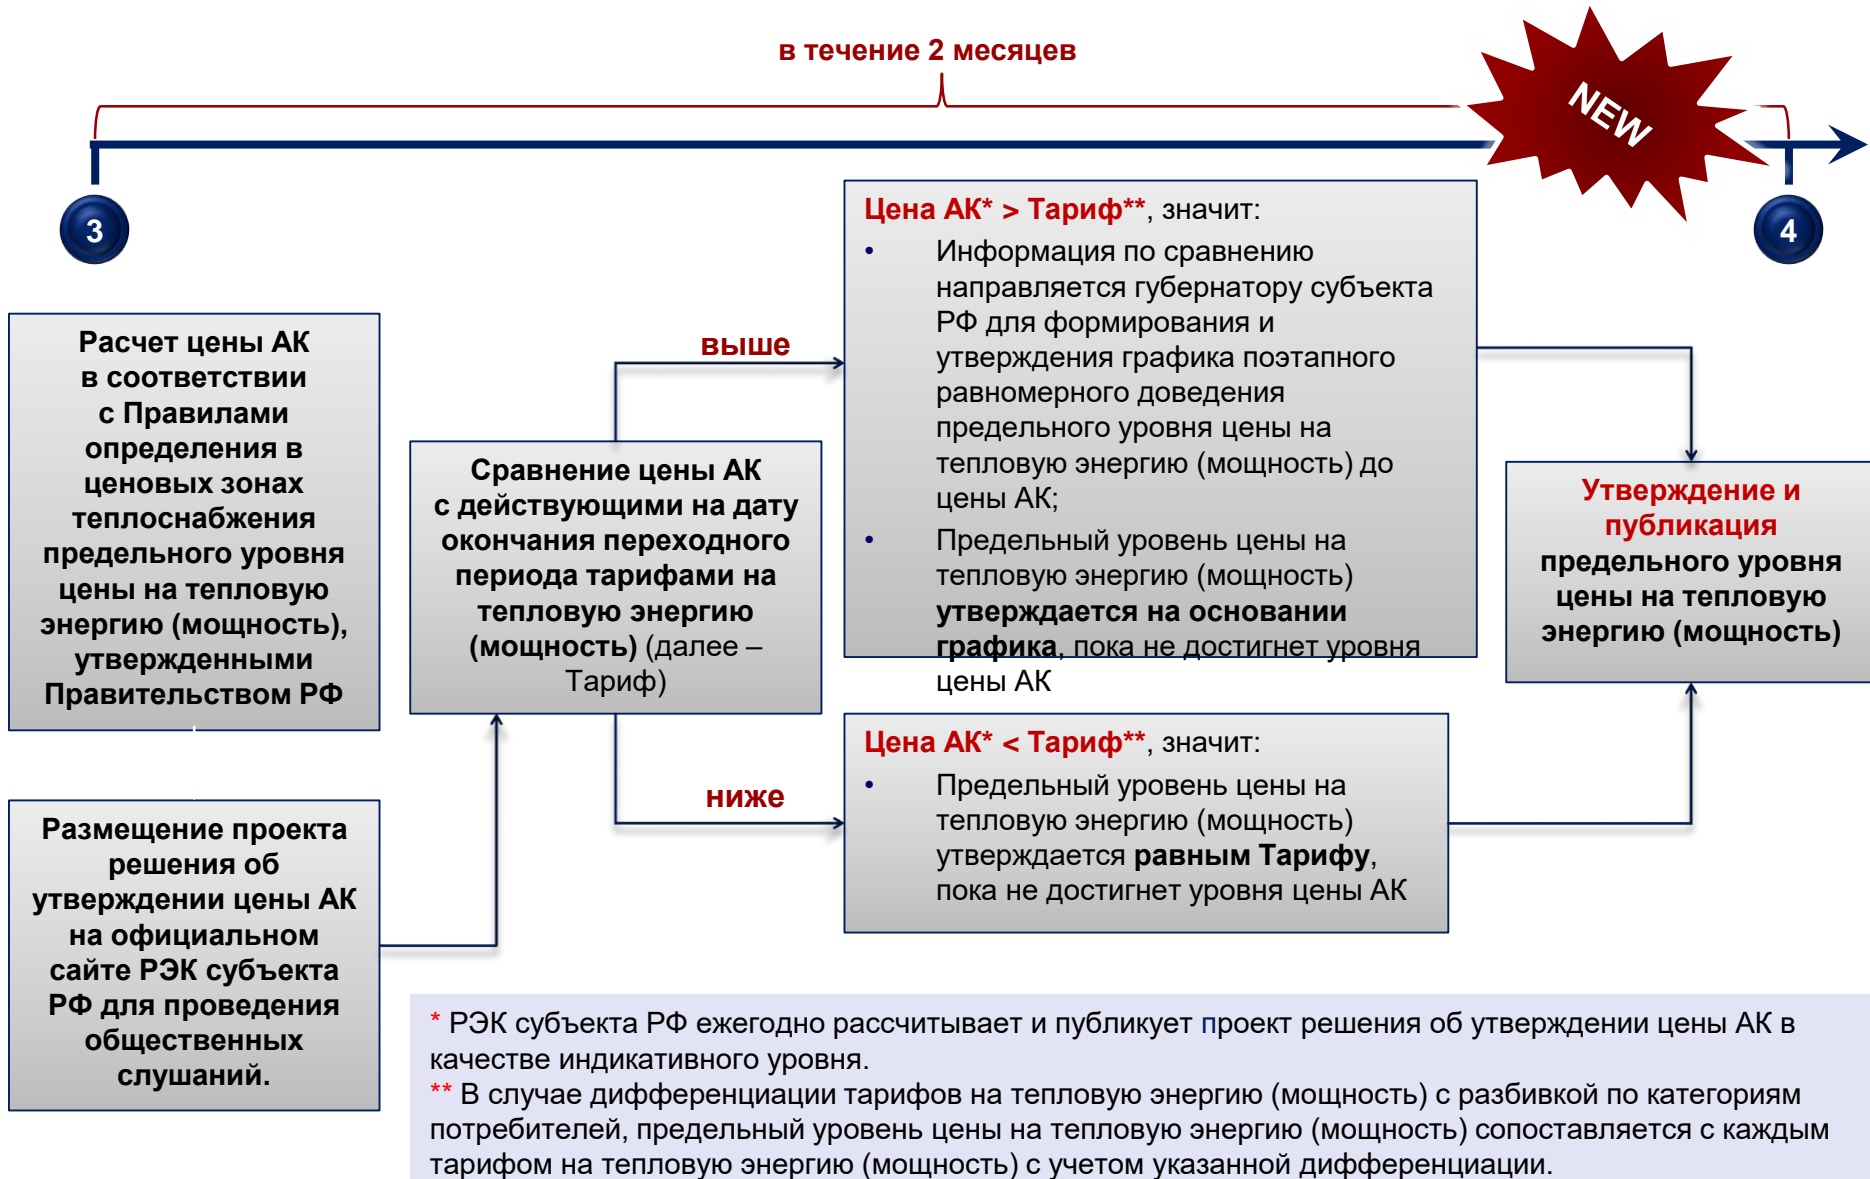 в течение 2 месяцев
NEW
3
4
Расчет цены АК
в соответствии
с Правилами
определения в
ценовых зонах
теплоснабжения
предельного уровня
цены на тепловую
энергию (мощность),
утвержденными
Правительством РФ
Размещение проекта
решения об
утверждении цены АК
на официальном
сайте РЭК субъекта
РФ для проведения
общественных
слушаний.
Сравнение цены АК
с действующими на дату
окончания переходного
периода тарифами на
тепловую энергию
(мощность) (далее –
Тариф)
выше
ниже
Цена АК* > Тариф**, значит:
• Информация по сравнению
направляется губернатору субъекта
РФ для формирования и
утверждения графика поэтапного
равномерного доведения
предельного уровня цены на
тепловую энергию (мощность) до
цены АК;
• Предельный уровень цены на
тепловую энергию (мощность)
утверждается на основании
графика, пока не достигнет уровня
цены АК
Цена АК* < Тариф**, значит:
• Предельный уровень цены на
тепловую энергию (мощность)
утверждается равным Тарифу,
пока не достигнет уровня цены АК
Утверждение и
публикация
предельного уровня
цены на тепловую
энергию (мощность)
* РЭК субъекта РФ ежегодно рассчитывает и публикует проект решения об утверждении цены АК в
качестве индикативного уровня.
** В случае дифференциации тарифов на тепловую энергию (мощность) с разбивкой по категориям
потребителей, предельный уровень цены на тепловую энергию (мощность) сопоставляется с каждым
тарифом на тепловую энергию (мощность) с учетом указанной дифференциации.